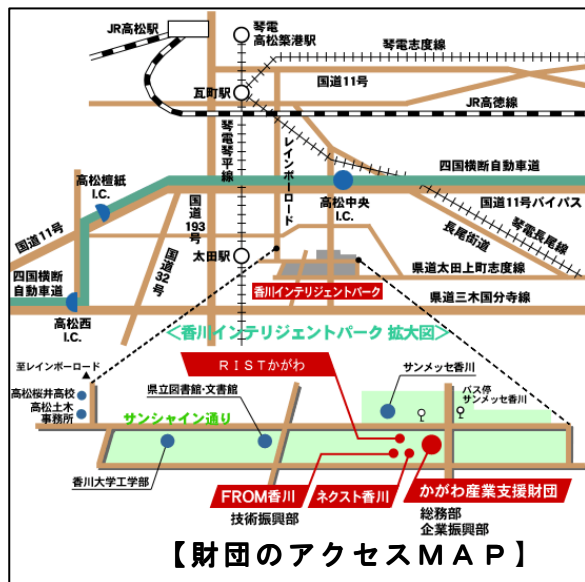 JR高松駅
琴電
高松築港駅
琴電志度線
国道11号
瓦町駅
JR高徳線
琴電琴平線
レインボーロード
四国横断自動車道
高松檀紙
I.C.
高松中央
I.C.
国道11号バイパス
国道11号
国道193号
琴電長尾線
長尾街道
国道32号
太田駅
四国横断
自動車道
県道太田上町志度線
香川インテリジェントパーク
県道三木国分寺線
高松西
I.C.
<香川インテリジェントパーク 拡大図>
至レインボーロード
RISTかがわ
サンメッセ香川
高松桜井高校
高松土木
事務所
県立図書館・文書館
バス停
サンメッセ香川
サンシャイン通り
香川大学工学部
FROM香川
技術振興部
ネクスト香川
かがわ産業支援財団
総務部
企業振興部
【財団のアクセスMAP】